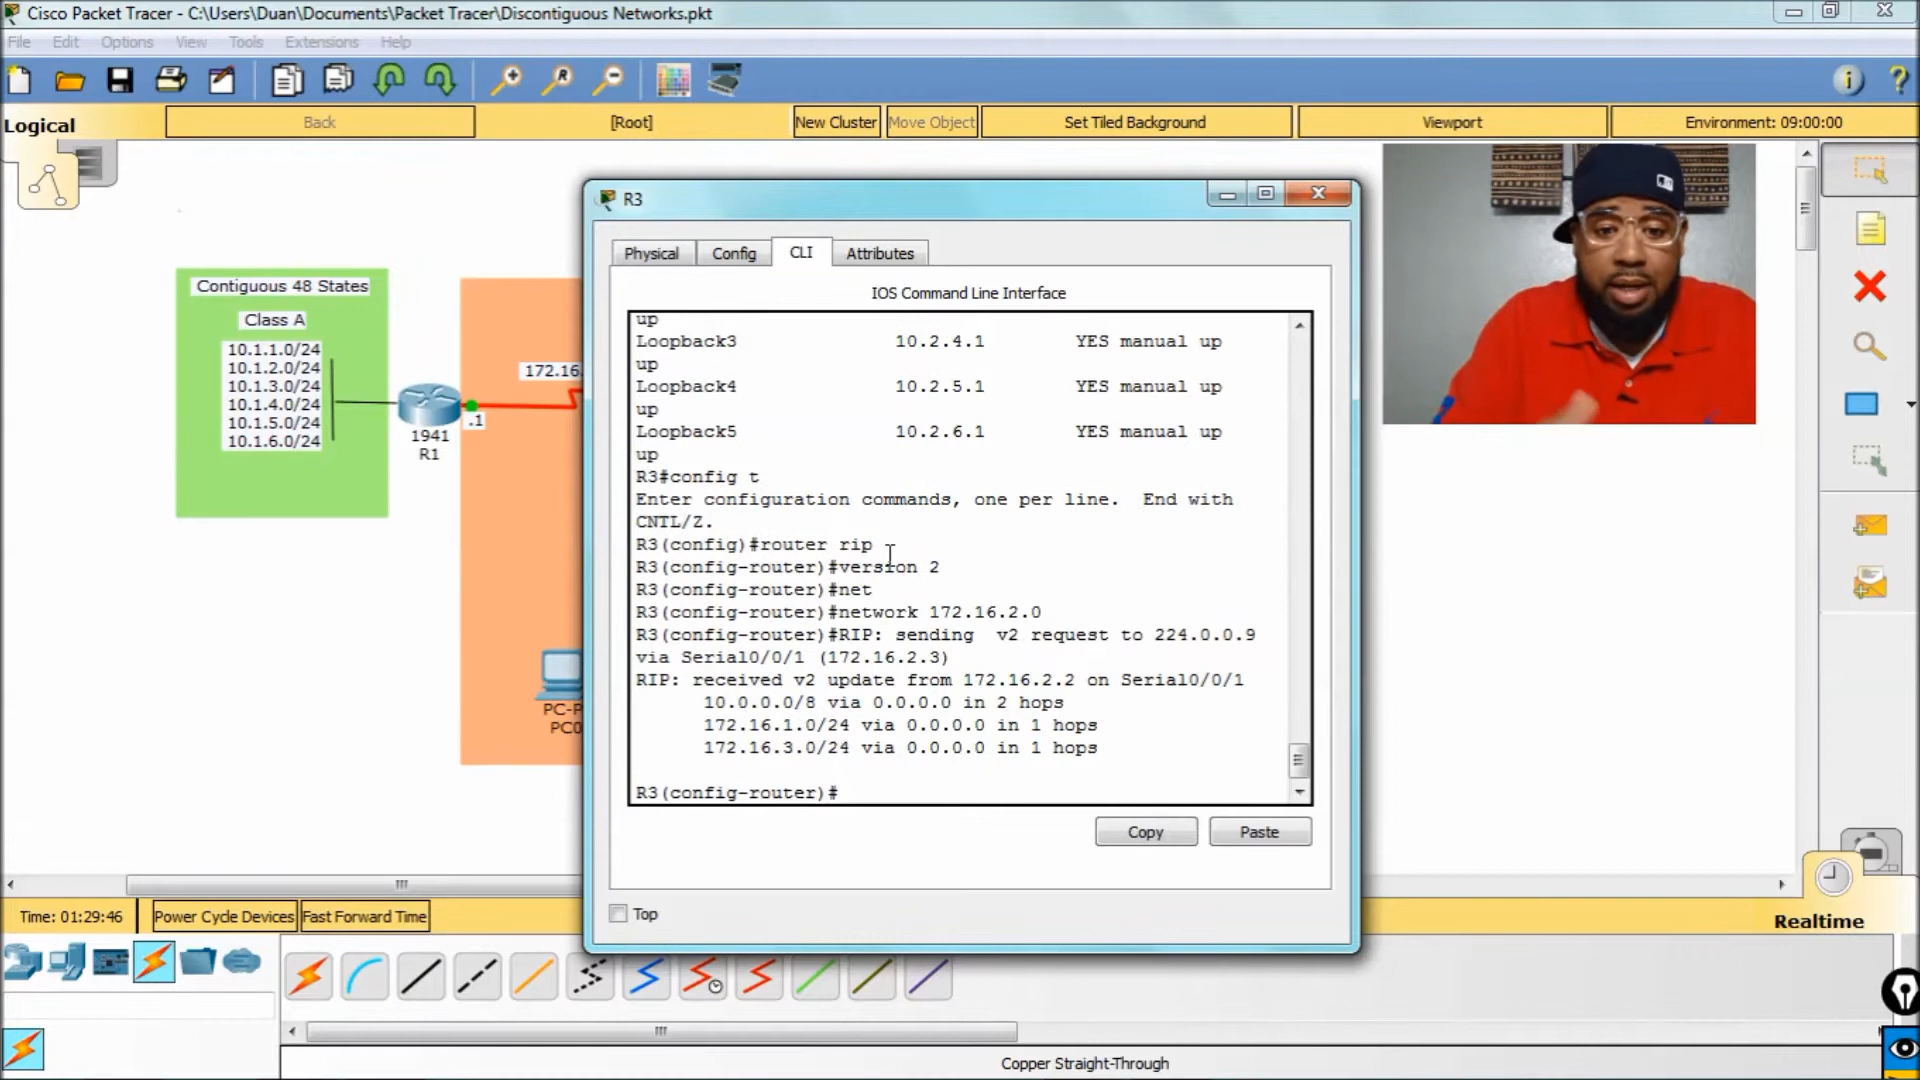 Cisco Packet Tracer - C:\Users\Duan\Documents\Packet Tracer\Discontiguous Networks.pkt
File Edit Options View Tools Extensions Help
Logical
Back
[Root]
New Cluster
Move Object
Set Tiled Background
Viewport
Environment: 09:00:00
Contiguous 48 States
Class A
10.1.1.0/24
10.1.2.0/24
10.1.3.0/24
10.1.4.0/24
10.1.5.0/24
10.1.6.0/24
1941
R1
.1
172.16.
PC-P
PC0
R3
Physical Config CLI Attributes
IOS Command Line Interface
up
Loopback3 10.2.4.1 YES manual up
up
Loopback4 10.2.5.1 YES manual up
up
Loopback5 10.2.6.1 YES manual up
up
R3#config t
Enter configuration commands, one per line. End with
CNTL/Z.
R3(config)#router rip
R3(config-router)#version 2
R3(config-router)#net
R3(config-router)#network 172.16.2.0
R3(config-router)#RIP: sending v2 request to 224.0.0.9
via Serial0/0/1 (172.16.2.3)
RIP: received v2 update from 172.16.2.2 on Serial0/0/1
10.0.0.0/8 via 0.0.0.0 in 2 hops
172.16.1.0/24 via 0.0.0.0 in 1 hops
172.16.3.0/24 via 0.0.0.0 in 1 hops
R3(config-router)#
Copy Paste
Top
Time: 01:29:46
Power Cycle Devices
Fast Forward Time
Realtime
Copper Straight-Through